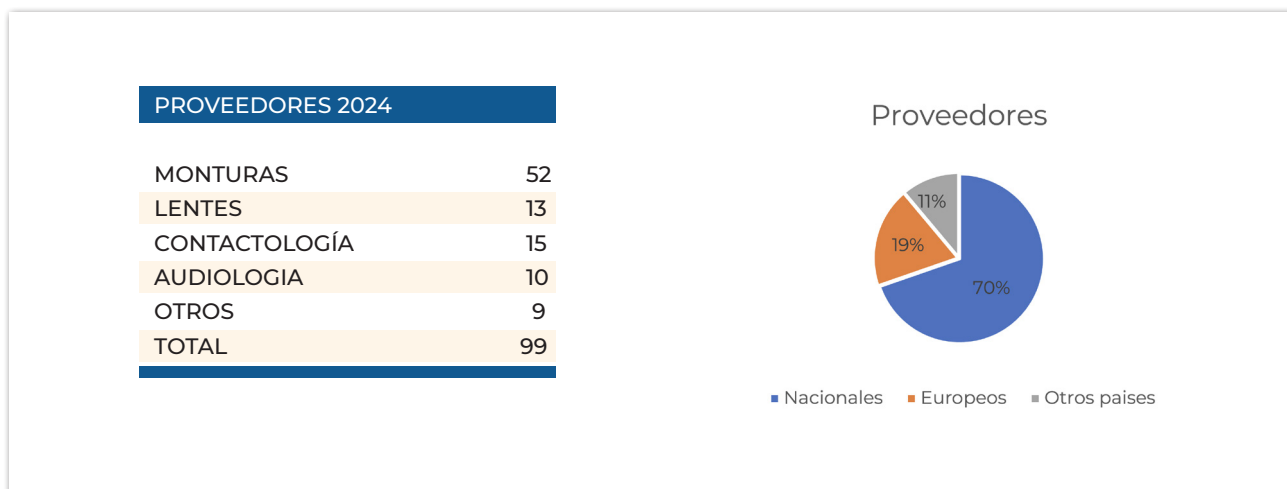 PROVEEDORES 2024
MONTURAS 52
LENTES 13
CONTACTOLOGÍA 15
AUDIOLOGIA 10
OTROS 9
TOTAL 99
Proveedores
11%
19%
70%
Nacionales Europeos Otros paises